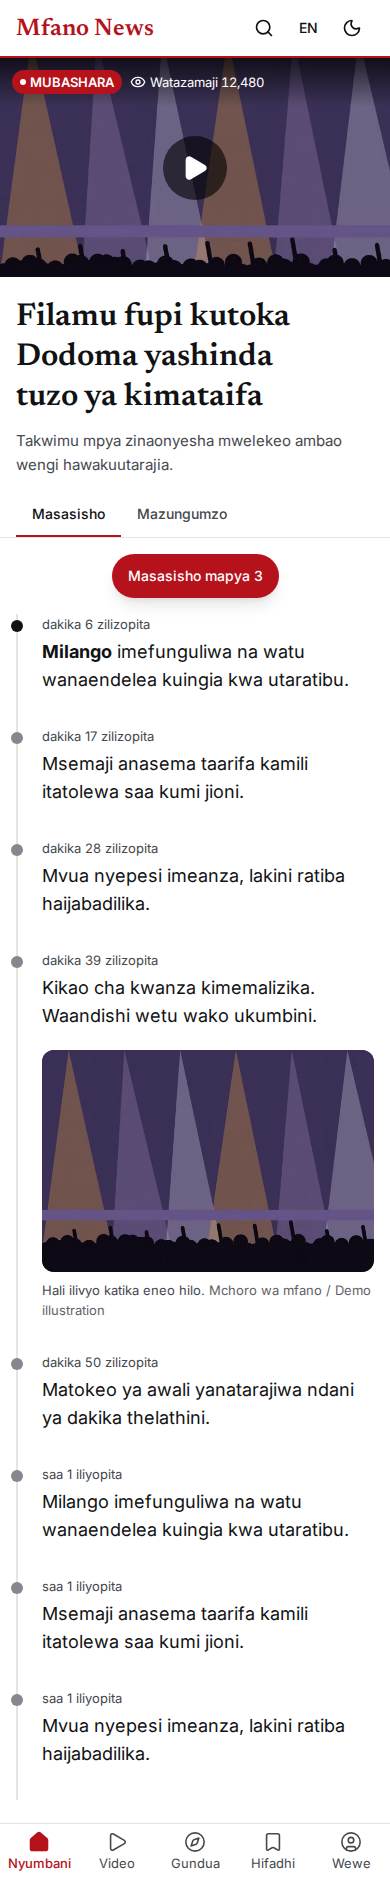 Mfano News
EN
MUBASHARA
Watazamaji 12,480
Filamu fupi kutoka
Dodoma yashinda
tuzo ya kimataifa
Takwimu mpya zinaonyesha mwelekeo ambao
wengi hawakuutarajia.
Masasisho
Mazungumzo
Masasisho mapya 3
dakika 6 zilizopita
Milango imefunguliwa na watu
wanaendelea kuingia kwa utaratibu.
dakika 17 zilizopita
Msemaji anasema taarifa kamili
itatolewa saa kumi jioni.
dakika 28 zilizopita
Mvua nyepesi imeanza, lakini ratiba
haijabadilika.
dakika 39 zilizopita
Kikao cha kwanza kimemalizika.
Waandishi wetu wako ukumbini.
Hali ilivyo katika eneo hilo. Mchoro wa mfano / Demo
illustration
dakika 50 zilizopita
Matokeo ya awali yanatarajiwa ndani
ya dakika thelathini.
saa 1 iliyopita
Milango imefunguliwa na watu
wanaendelea kuingia kwa utaratibu.
saa 1 iliyopita
Msemaji anasema taarifa kamili
itatolewa saa kumi jioni.
saa 1 iliyopita
Mvua nyepesi imeanza, lakini ratiba
haijabadilika.
Nyumbani
Video
Gundua
Hifadhi
Wewe